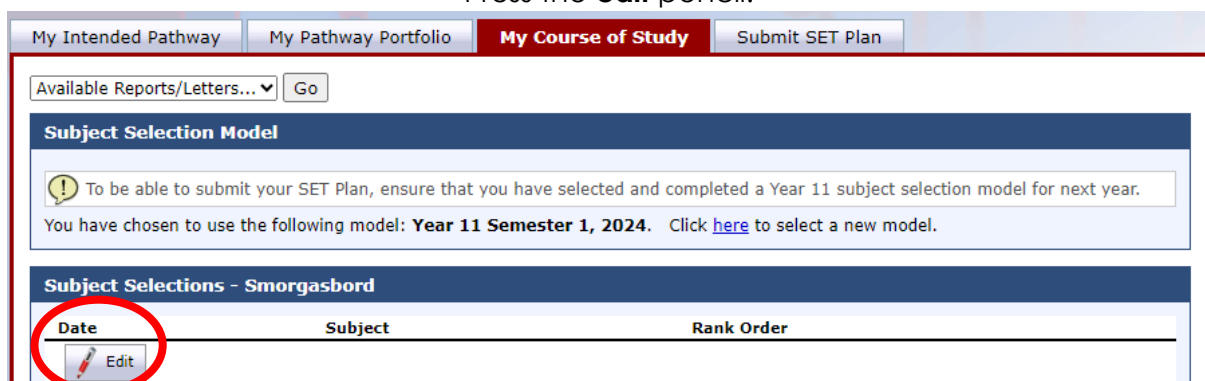 My Intended Pathway My Pathway Portfolio My Course of Study Submit SET Plan
Available Reports/Letters... Go
Subject Selection Model
To be able to submit your SET Plan, ensure that you have selected and completed a Year 11 subject selection model for next year.
You have chosen to use the following model: Year 11 Semester 1, 2024. Click here to select a new model.
Subject Selections - Smorgasbord
Date Subject Rank Order
Edit